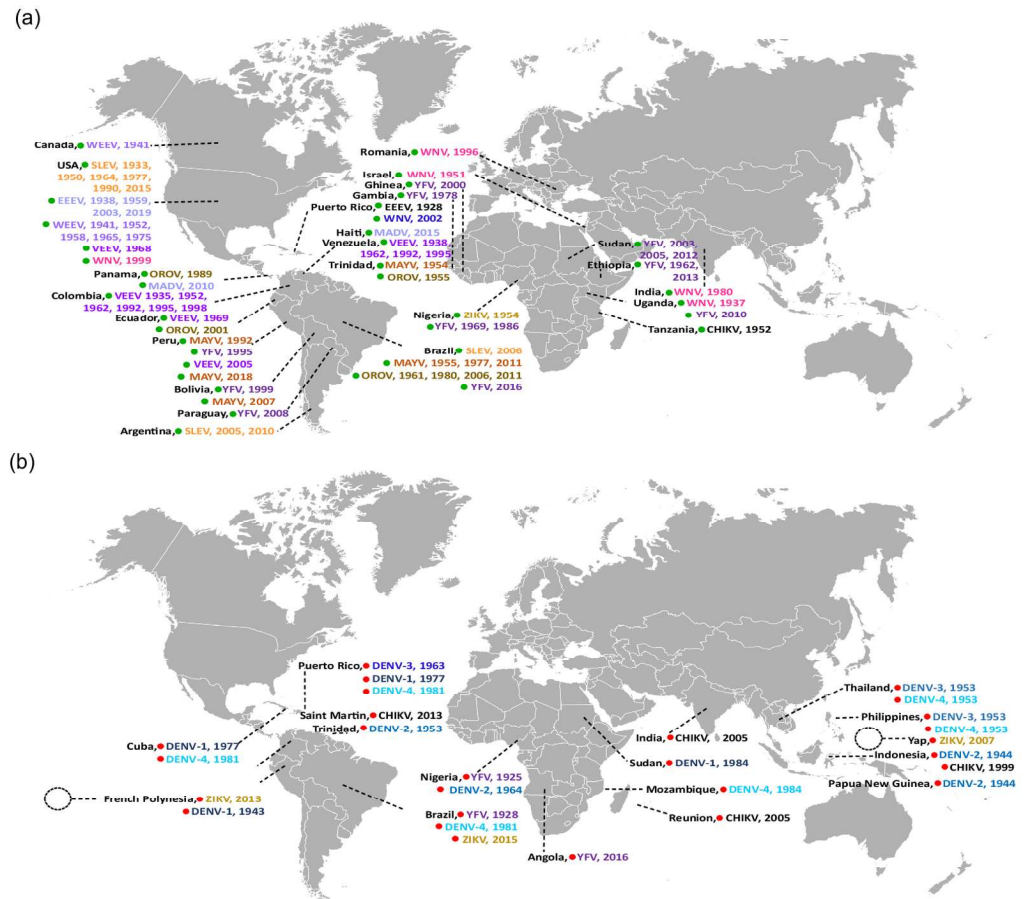 (a)
Canada, WEEV, 1941
USA, SLEV, 1933,
1950, 1964, 1977,
1990, 2015
EEEV, 1938, 1959,
2003, 2019
WEEV, 1941, 1952,
1958, 1965, 1975
VEEV, 1968
WNV, 1999
Panama, OROV, 1989
MADV, 2010
Colombia, VEEV 1935, 1952,
1962, 1992, 1995, 1998
Ecuador, VEEV, 1969
OROV, 2001
Peru, MAYV, 1992
YFV, 1995
VEEV, 2005
MAYV, 2018
Bolivia, YFV, 1999
MAYV, 2007
Paraguay, YFV, 2008
Argentina, SLEV, 2005, 2010
Romania, WNV, 1996
Israel, WNV, 1951
Ghinea, YFV, 2000
Gambia, YFV, 1978
Puerto Rico, EEEV, 1928
WNV, 2002
Haiti, MADV, 2015
Venezuela, VEEV, 1938
1962, 1992, 1995
Trinidad, MAYV, 1954
OROV, 1955
Nigeria, ZIKV, 1954
YFV, 1969, 1986
Brazil, SLEV, 2006
MAYV, 1955, 1977, 2011
OROV, 1961, 1980, 2006, 2011
YFV, 2016
Sudan, YFV, 2003
2005, 2012
Ethiopia, YFV, 1962,
2013
India, WNV, 1980
Uganda, WNV, 1937
YFV, 2010
Tanzania, CHIKV, 1952
(b)
Puerto Rico, DENV-3, 1963
DENV-1, 1977
DENV-4, 1981
Saint Martin, CHIKV, 2013
Trinidad, DENV-2, 1953
Cuba, DENV-1, 1977
DENV-4, 1981
French Polynesia, ZIKV, 2013
DENV-1, 1943
Nigeria, YFV, 1925
DENV-2, 1964
Brazil, YFV, 1928
DENV-4, 1981
ZIKV, 2015
Angola, YFV, 2016
India, CHIKV, 2005
Sudan, DENV-1, 1984
Mozambique, DENV-4, 1984
Reunion, CHIKV, 2005
Thailand, DENV-3, 1953
DENV-4, 1953
Philippines, DENV-3, 1953
DENV-4, 1953
Yap, ZIKV, 2007
Indonesia, DENV-2, 1944
CHIKV, 1999
Papua New Guinea, DENV-2, 1944